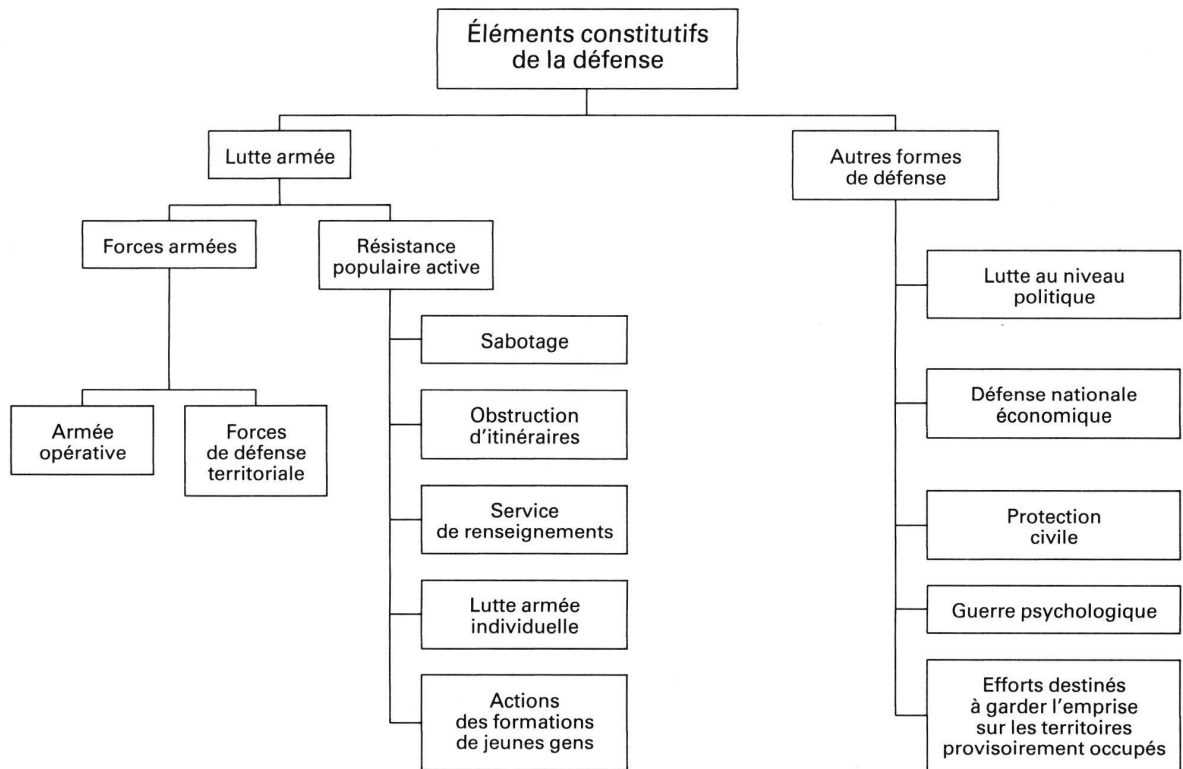 Éléments constitutifs
de la défense
Lutte armée
Autres formes
de défense
Forces armées
Résistance
populaire active
Armée
opérative
Forces
de défense
territoriale
Sabotage
Obstruction
d'itinéraires
Service
de renseignements
Lutte armée
individuelle
Actions
des formations
de jeunes gens
Lutte au niveau
politique
Défense nationale
économique
Protection
civile
Guerre psychologique
Efforts destinés
à garder l'emprise
sur les territoires
provisoirement occupés